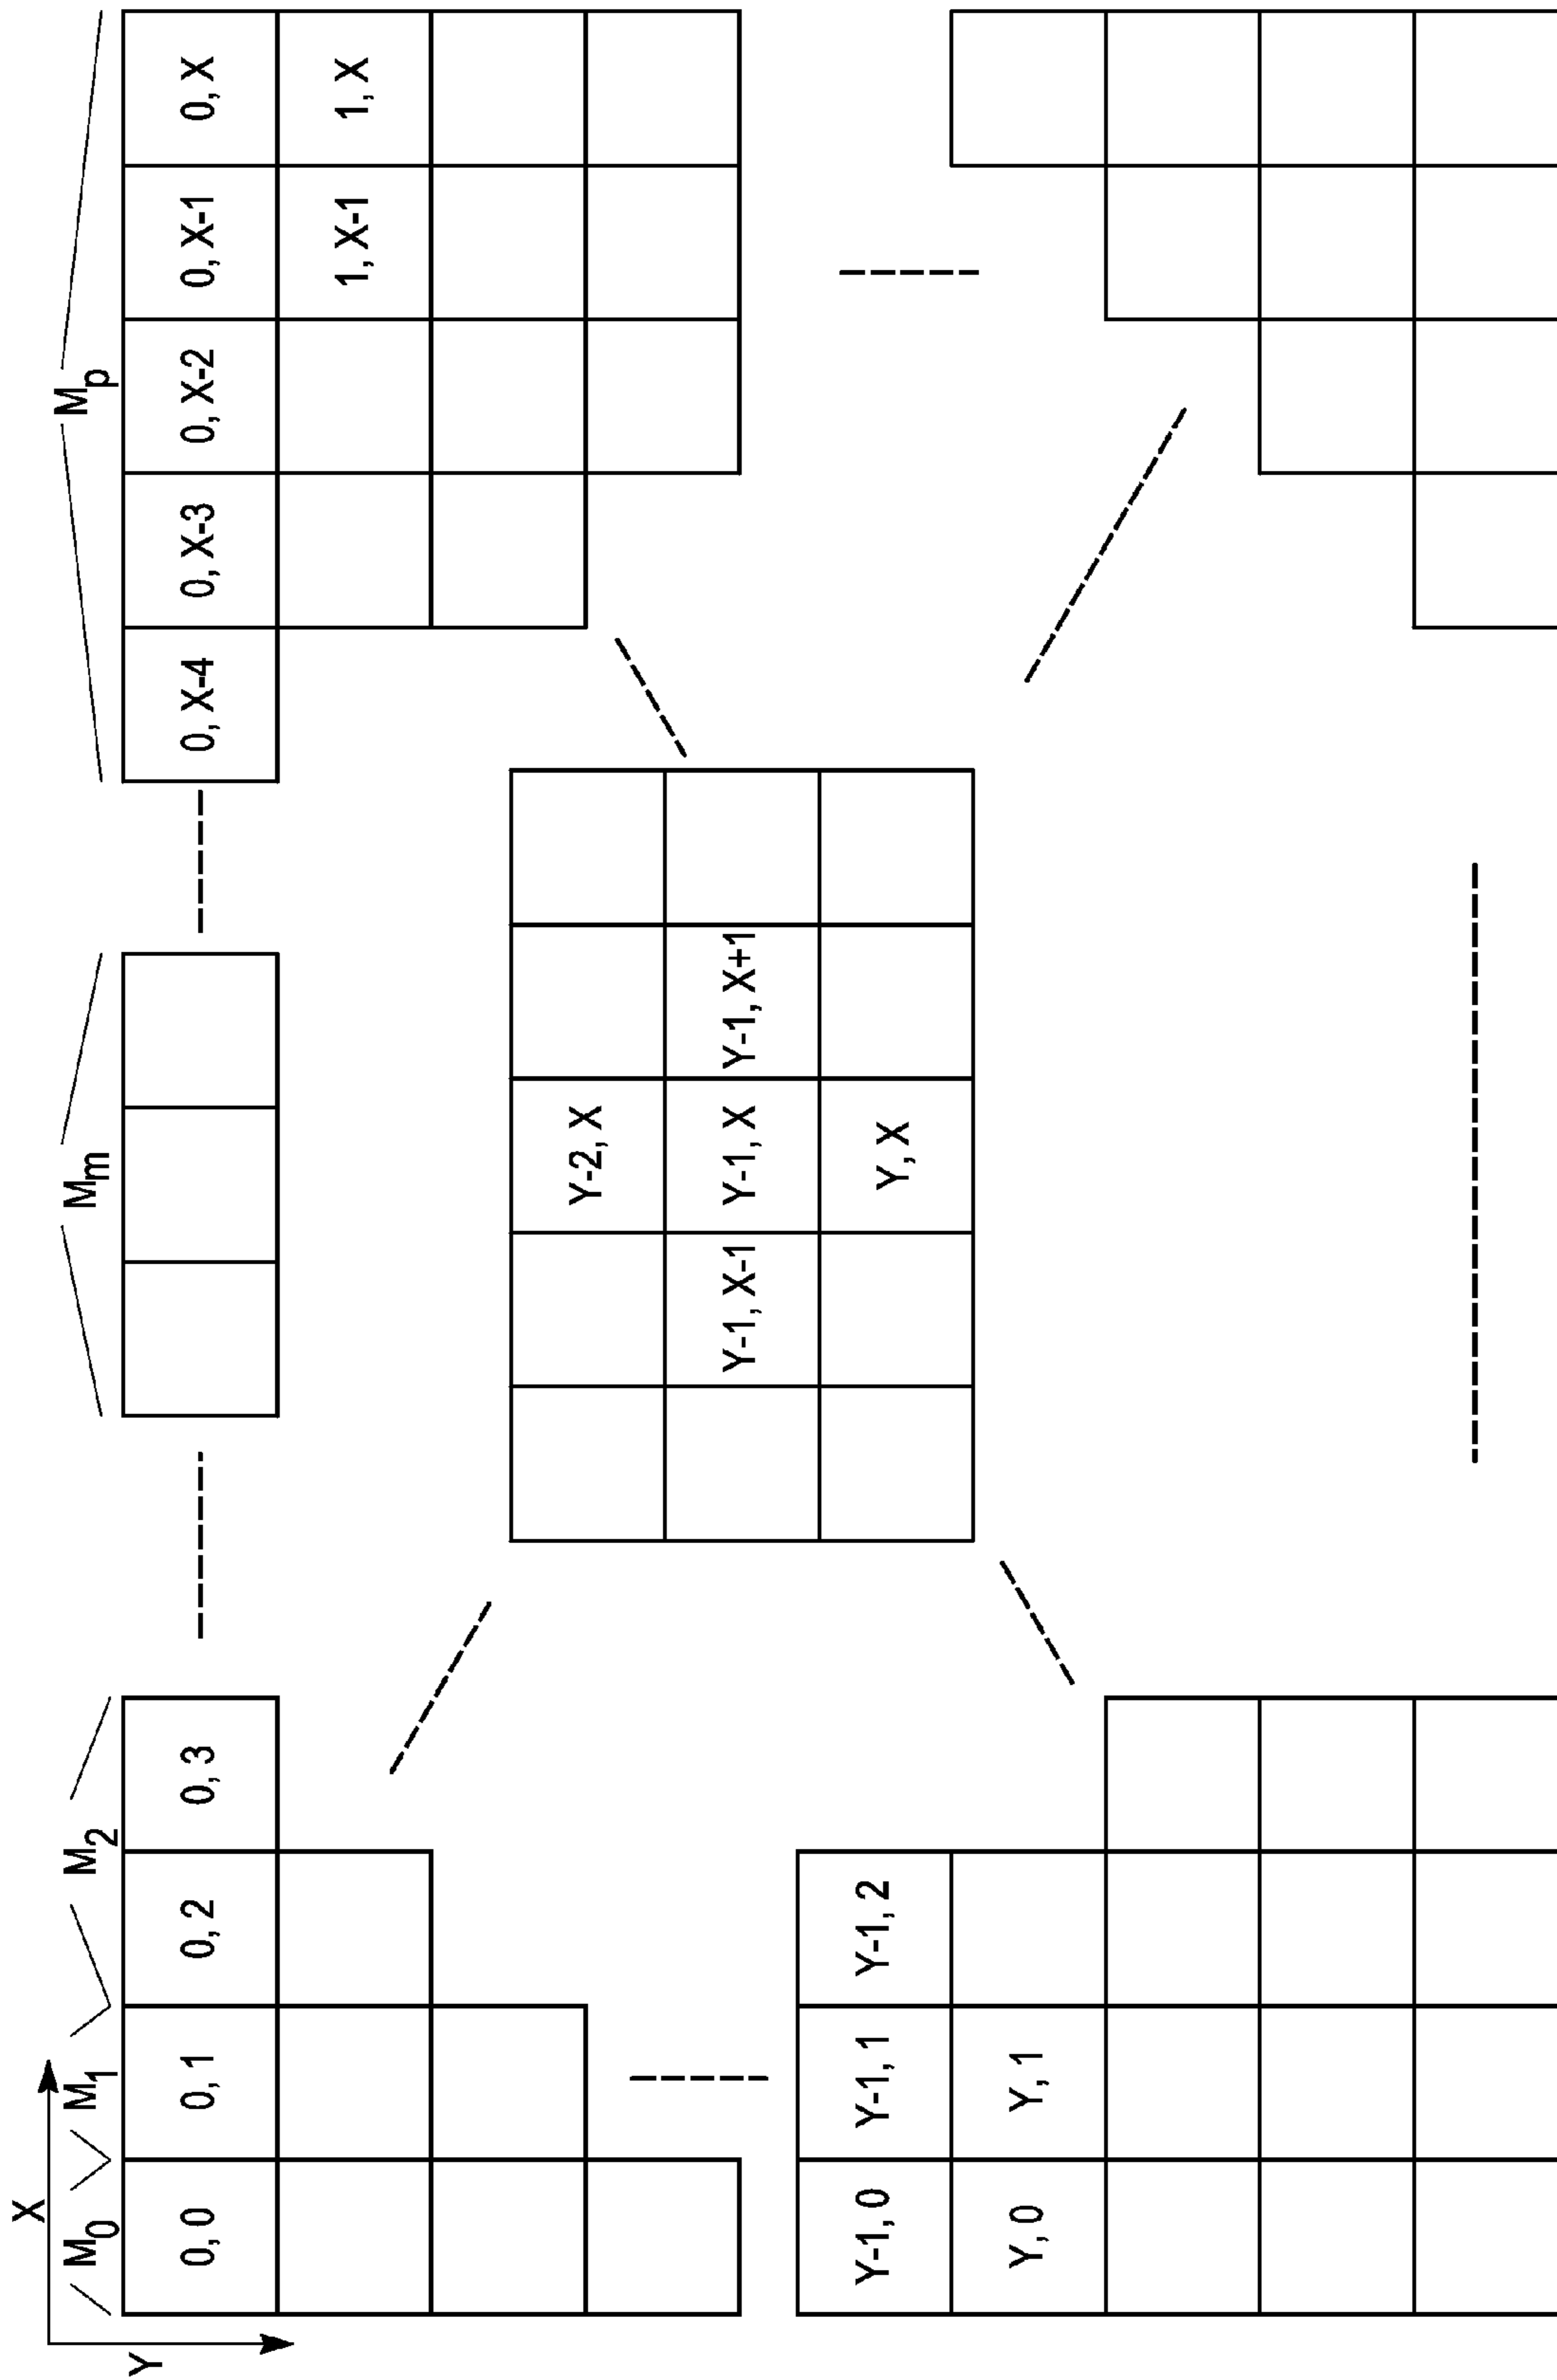 X
Y
M0 M1 M2 Mm Mp
0, 0 0, 1 0, 2 0, 3 0, X-4 0, X-3 0, X-2 0, X-1 0, X
1, X-1 1, X
Y-2, X
Y-1, X-1 Y-1, X Y-1, X+1
Y, X
Y-1, 0 Y-1, 1 Y-1, 2
Y, 0 Y, 1